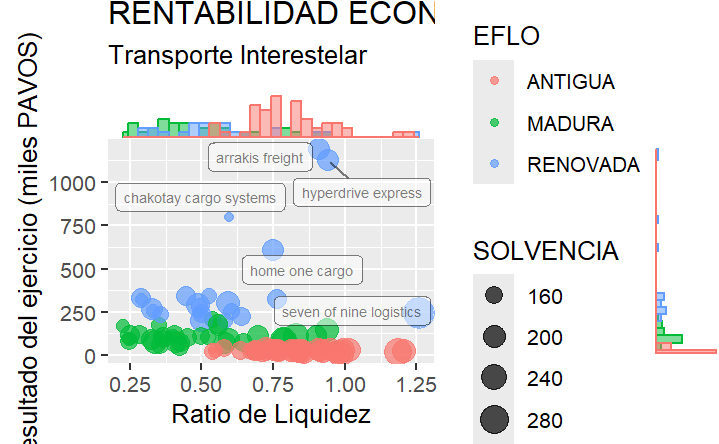 RENTABILIDAD ECON
Transporte Interestelar
esultado del ejercicio (miles PAVOS)
1000
750
500
250
0
arrakis freight
hyperdrive express
chakotay cargo systems
home one cargo
seven of nine logistics
0.25 0.50 0.75 1.00 1.25
Ratio de Liquidez
EFLO
ANTIGUA
MADURA
RENOVADA
SOLVENCIA
160
200
240
280